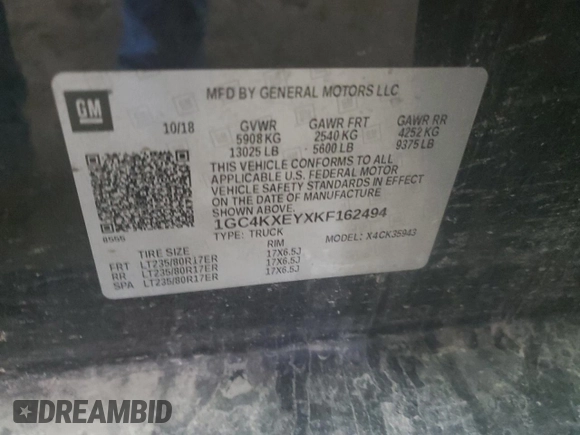 GM
MFD BY GENERAL MOTORS LLC
10/18 GVWR GAWR FRT GAWR RR
5908 KG 2540 KG 4252 KG
13025 LB 5600 LB 9375 LB
THIS VEHICLE CONFORMS TO ALL
APPLICABLE U.S. FEDERAL MOTOR
VEHICLE SAFETY STANDARDS IN EFFECT
ON THE DATE OF MANUFACTURE
SHOWN ABOVE.
1GC4KXEYXKF162494
TYPE: TRUCK MODEL: X4CK35943
8555
TIRE SIZE RIM
FRT LT235/80R17ER 17X6.5J
RR LT235/80R17ER 17X6.5J
SPA LT235/80R17ER 17X6.5J
DREAMBID